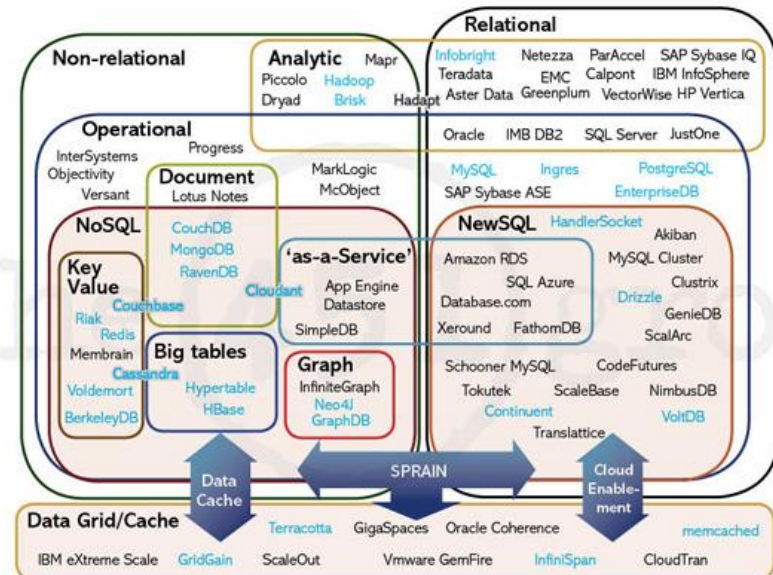 Relational
Non-relational
Analytic
Mapr
Piccolo
Hadoop
Dryad
Brisk
Hadapt
Infobright
Netezza
ParAccel
SAP Sybase IQ
Teradata
EMC
Calpont
IBM InfoSphere
Aster Data
Greenplum
VectorWise
HP Vertica
Operational
Oracle
IMB DB2
SQL Server
JustOne
InterSystems
Progress
Objectivity
Versant
MarkLogic
McObject
MySQL
Ingres
PostgreSQL
SAP Sybase ASE
EnterpriseDB
Document
Lotus Notes
NoSQL
CouchDB
MongoDB
RavenDB
Couchbase
Cloudant
Key
Value
Riak
Redis
Membrain
Cassandra
Voldemort
BerkeleyDB
Big tables
Hypertable
HBase
'as-a-Service'
App Engine
Datastore
SimpleDB
Graph
InfiniteGraph
Neo4J
GraphDB
NewSQL
HandlerSocket
Akiban
Amazon RDS
MySQL Cluster
SQL Azure
Clustrix
Database.com
Drizzle
GenieDB
Xeround
FathomDB
ScalArc
Schooner MySQL
CodeFutures
Tokutek
ScaleBase
NimbusDB
Continuent
VoltDB
Translattice
Data
Cache
SPRAIN
Cloud
Enable-
ment
Data Grid/Cache
Terracotta
GigaSpaces
Oracle Coherence
memcached
IBM eXtreme Scale
GridGain
ScaleOut
Vmware GemFire
InfiniSpan
CloudTran